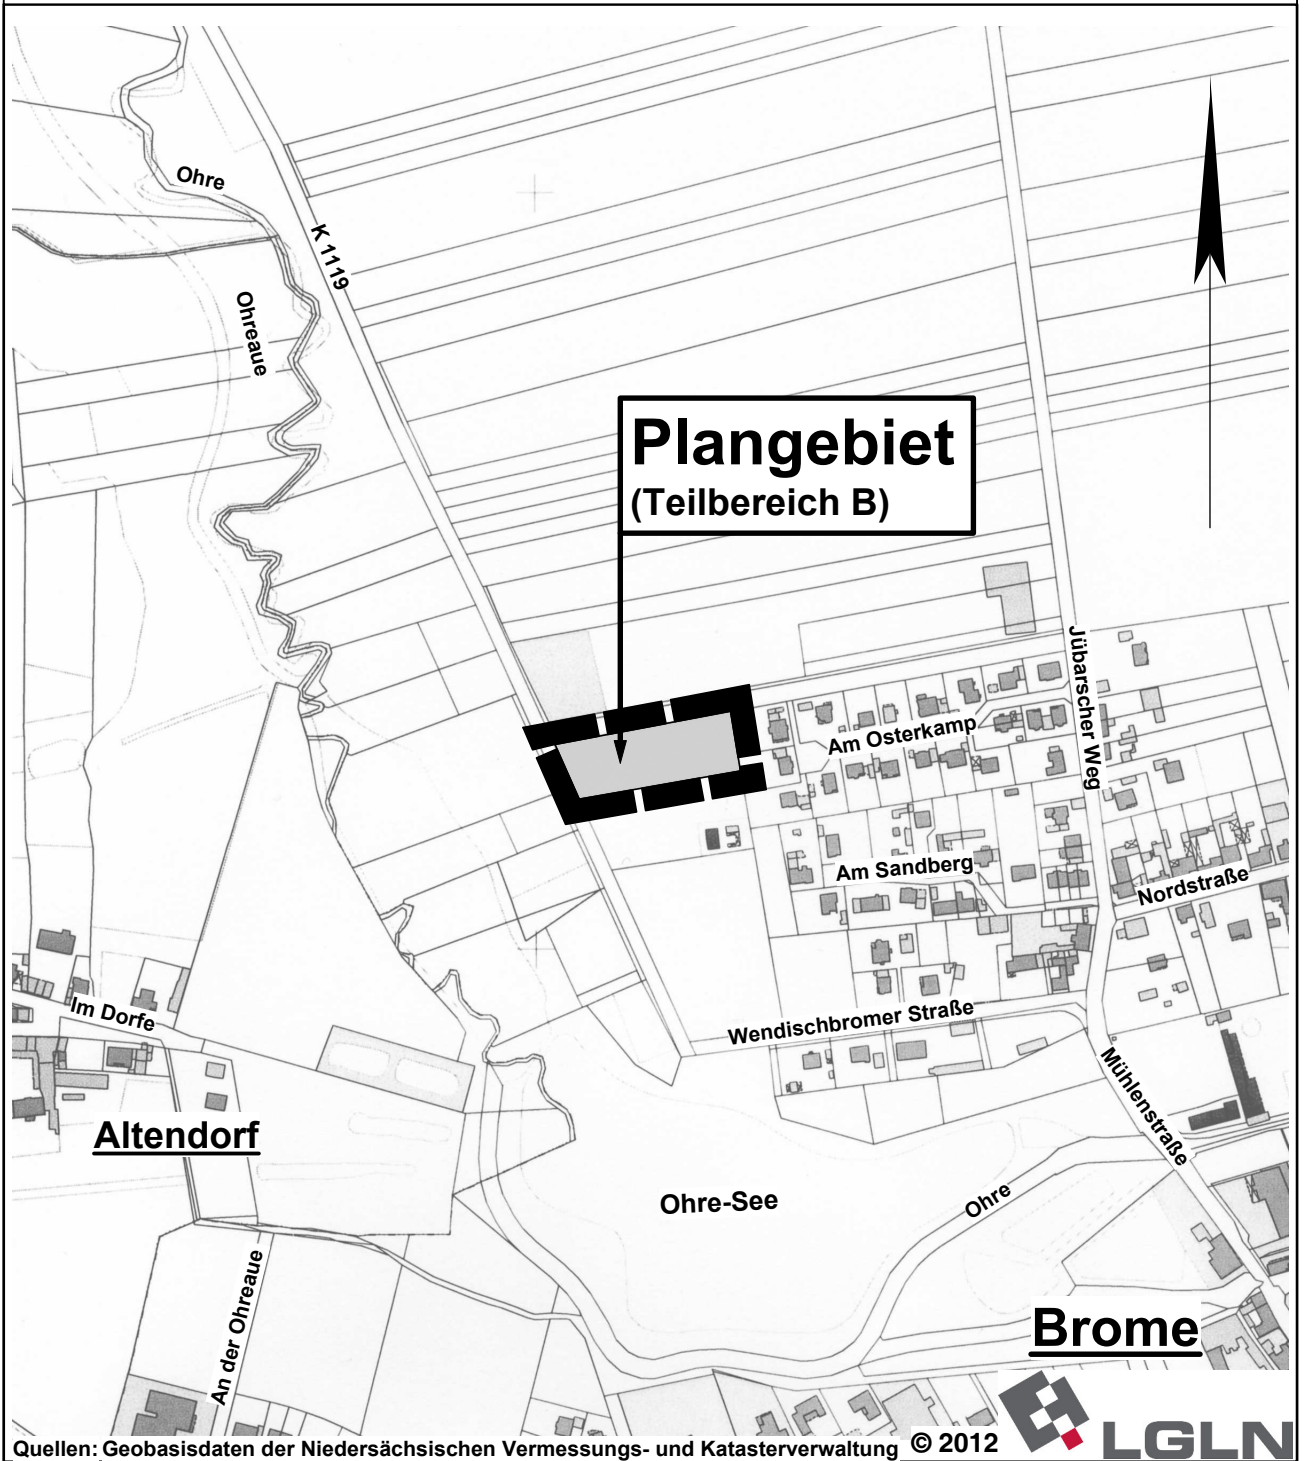 Ohre
K 1119
Ohreaue
Plangebiet
(Teilbereich B)
Jübarscher Weg
Am Osterkamp
Am Sandberg
Nordstraße
Im Dorfe
Wendischbromer Straße
Mühlenstraße
Altendorf
Ohre-See
Ohre
An der Ohreaue
Brome
Quellen: Geobasisdaten der Niedersächsischen Vermessungs- und Katasterverwaltung © 2012
LGLN